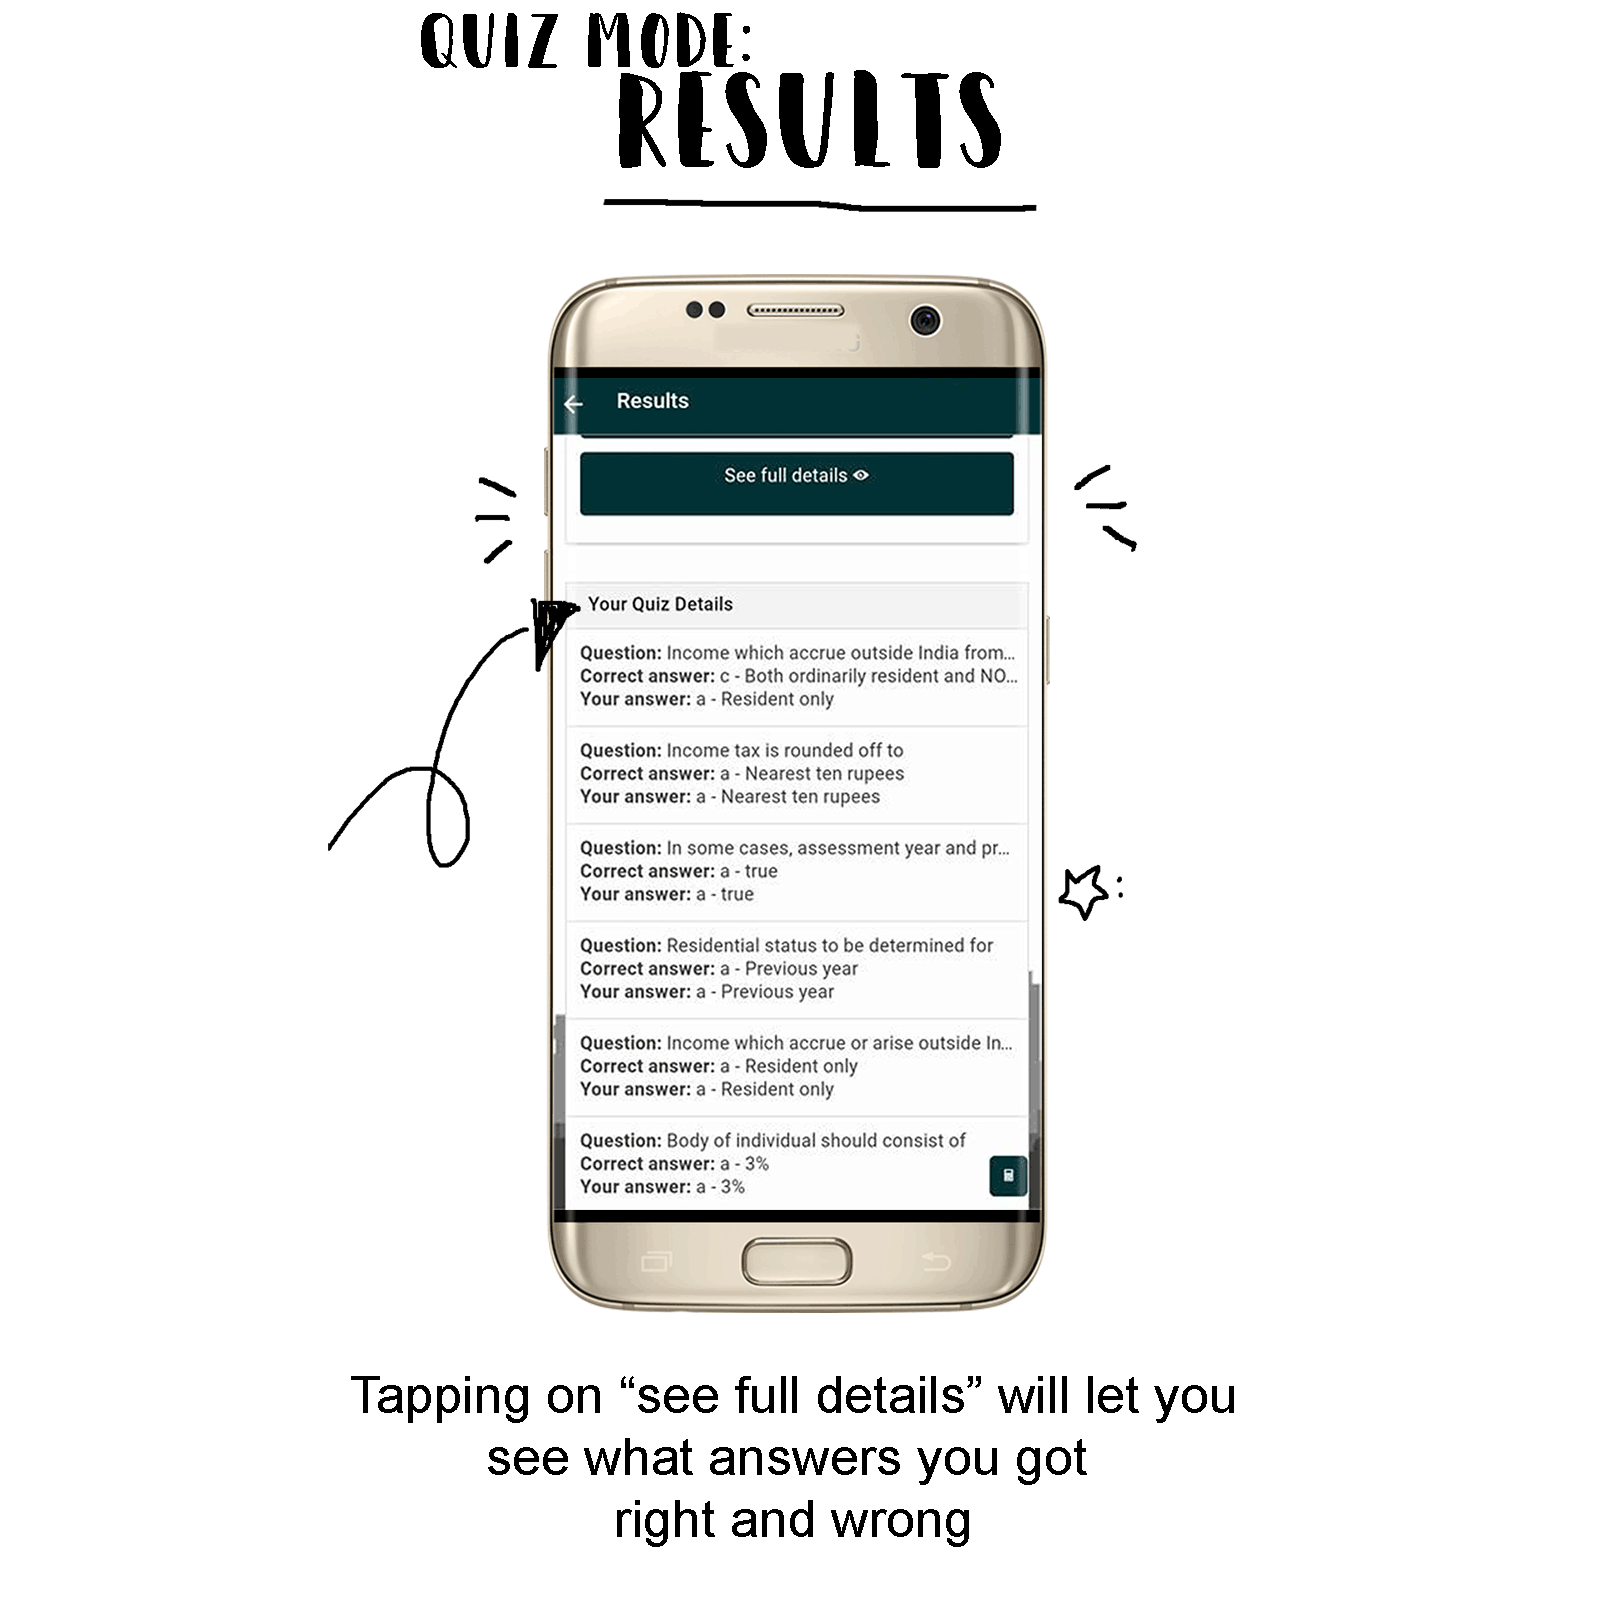 QUIZ MODE:
RESULTS
Results
See full details
Your Quiz Details
Question: Income which accrue outside India from...
Correct answer: c - Both ordinarily resident and NO...
Your answer: a - Resident only
Question: Income tax is rounded off to
Correct answer: a - Nearest ten rupees
Your answer: a - Nearest ten rupees
Question: In some cases, assessment year and pr...
Correct answer: a - true
Your answer: a - true
Question: Residential status to be determined for
Correct answer: a - Previous year
Your answer: a - Previous year
Question: Income which accrue or arise outside In...
Correct answer: a - Resident only
Your answer: a - Resident only
Question: Body of individual should consist of
Correct answer: a - 3%
Your answer: a - 3%
Tapping on “see full details” will let you
see what answers you got
right and wrong